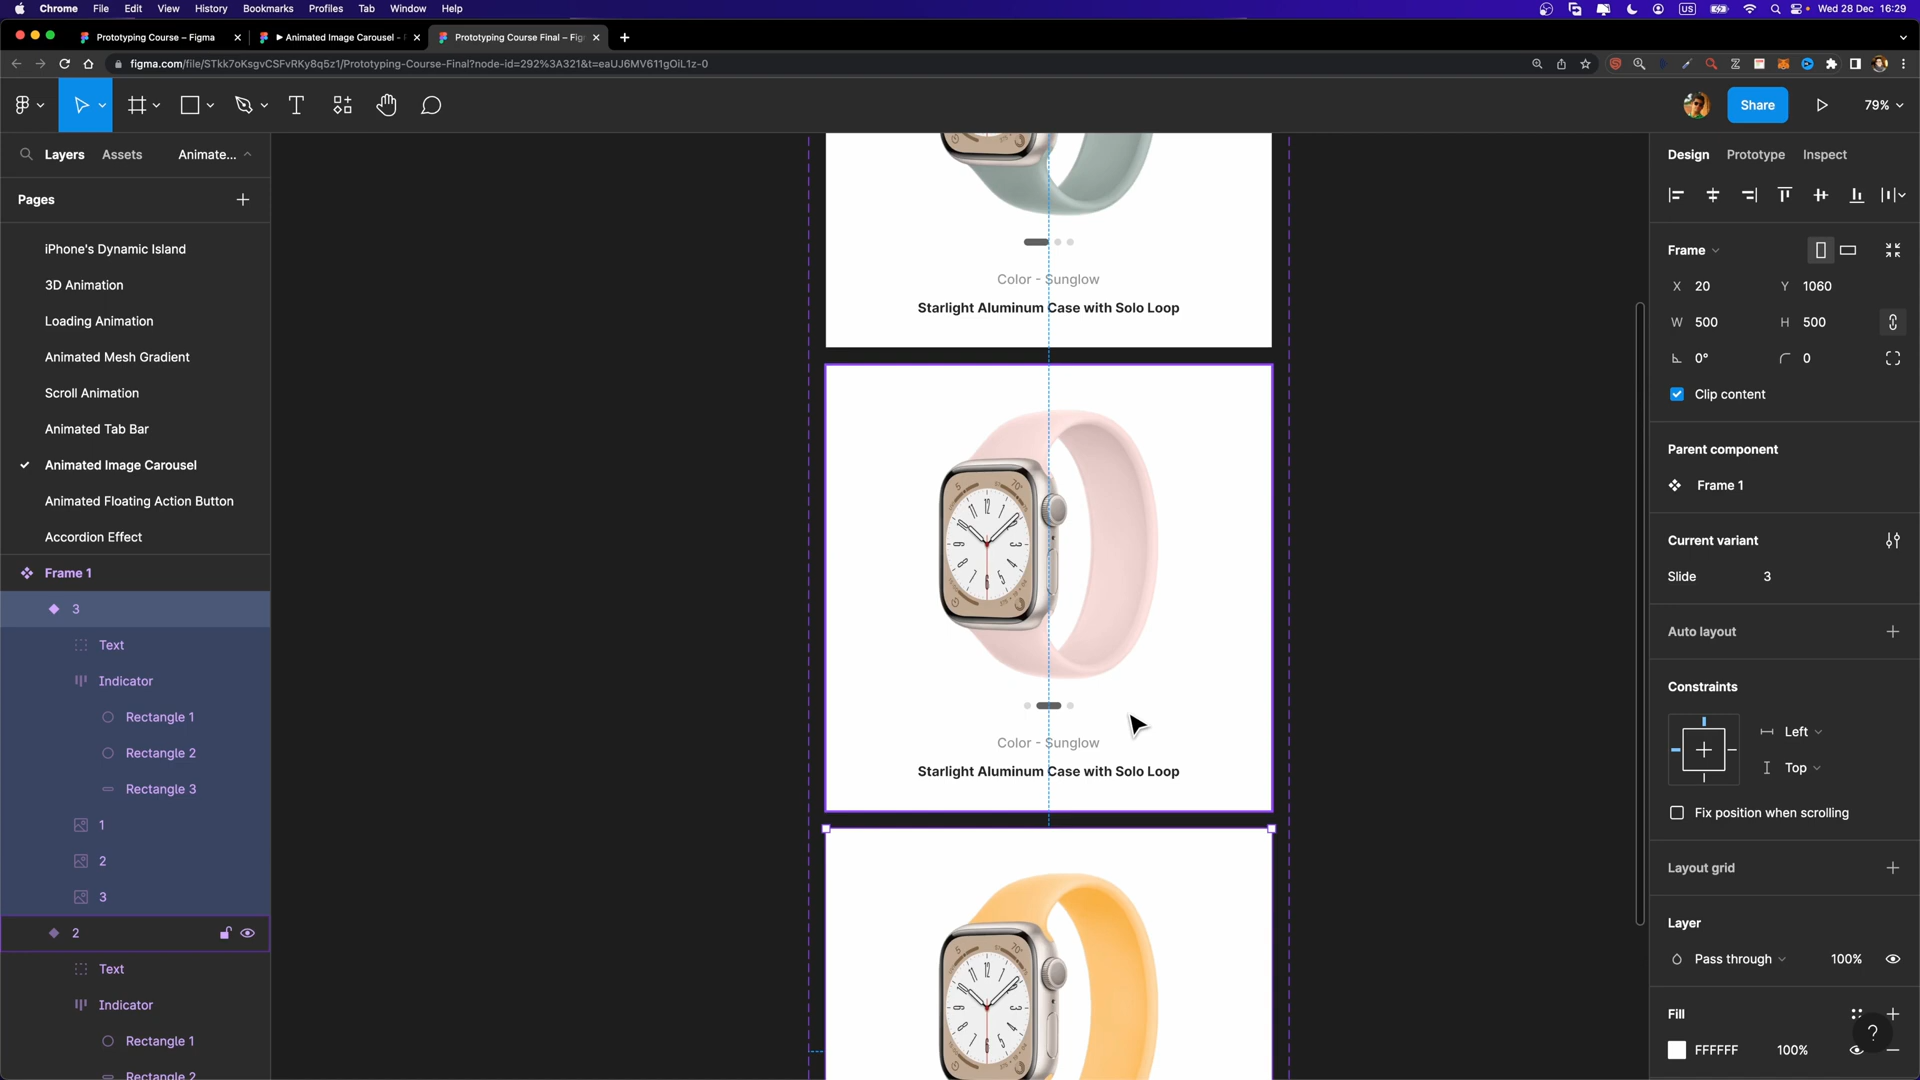 Chrome File Edit View History Bookmarks Profiles Tab Window Help US Wed 28 Dec 16:29
Prototyping Course – Figma Animated Image Carousel - Prototyping Course Final – Fig
figma.com/file/STkk7oKsgvCSFvRKy8q5z1/Prototyping-Course-Final?node-id=292%3A321&t=eaUJ6MV611gOiL1z-0
Share 79%
Layers Assets Animate...
Pages
iPhone's Dynamic Island
3D Animation
Loading Animation
Animated Mesh Gradient
Scroll Animation
Animated Tab Bar
Animated Image Carousel
Animated Floating Action Button
Accordion Effect
Frame 1
3
Text
Indicator
Rectangle 1
Rectangle 2
Rectangle 3
1
2
3
2
Text
Indicator
Rectangle 1
Rectangle 2
Color - Sunglow
Starlight Aluminum Case with Solo Loop
Color - Sunglow
Starlight Aluminum Case with Solo Loop
Design Prototype Inspect
Frame
X 20 Y 1060
W 500 H 500
0° 0
Clip content
Parent component
Frame 1
Current variant
Slide 3
Auto layout
Constraints
Left
Top
Fix position when scrolling
Layout grid
Layer
Pass through 100%
Fill
FFFFFF 100%
?